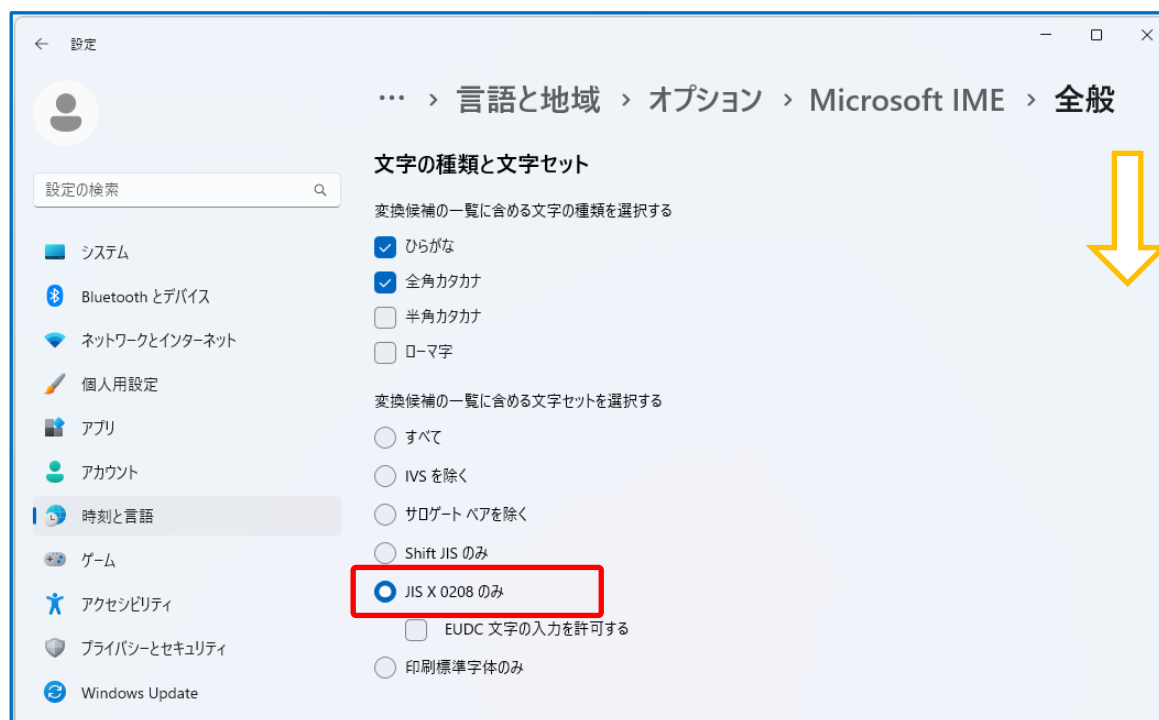 ← 設定
… > 言語と地域 > オプション > Microsoft IME > 全般
設定の検索
システム
Bluetooth とデバイス
ネットワークとインターネット
個人用設定
アプリ
アカウント
時刻と言語
ゲーム
アクセシビリティ
プライバシーとセキュリティ
Windows Update
文字の種類と文字セット
変換候補の一覧に含める文字の種類を選択する
ひらがな
全角カタカナ
半角カタカナ
ローマ字
変換候補の一覧に含める文字セットを選択する
すべて
IVS を除く
サロゲート ペアを除く
Shift JIS のみ
JIS X 0208 のみ
EUDC 文字の入力を許可する
印刷標準字体のみ